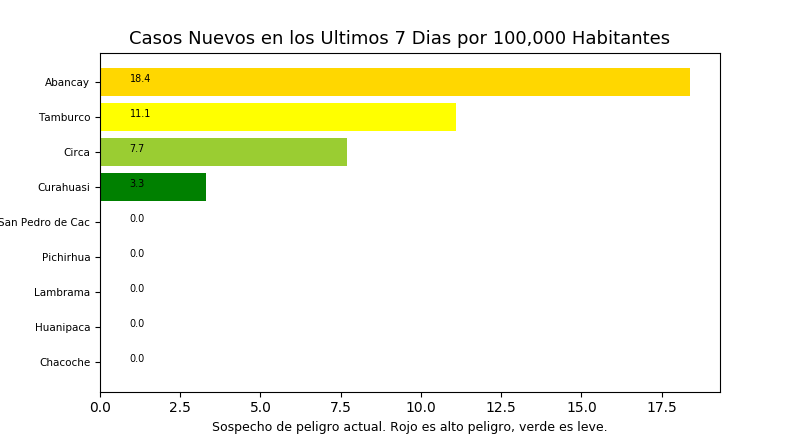 Casos Nuevos en los Ultimos 7 Dias por 100,000 Habitantes
Abancay 18.4
Tamburco 11.1
Circa 7.7
Curahuasi 3.3
San Pedro de Cac 0.0
Pichirhua 0.0
Lambrama 0.0
Huanipaca 0.0
Chacoche 0.0
0.0 2.5 5.0 7.5 10.0 12.5 15.0 17.5
Sospecho de peligro actual. Rojo es alto peligro, verde es leve.